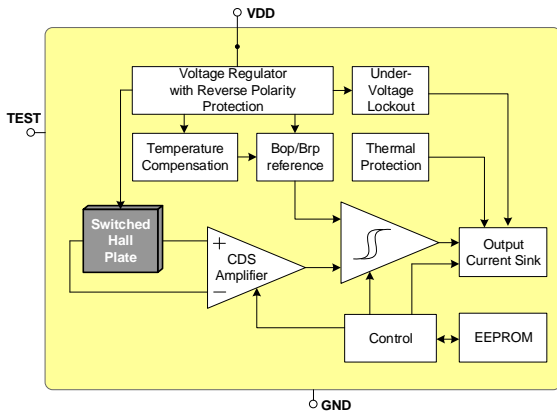 VDD
Voltage Regulator
with Reverse Polarity
Protection
Under-
Voltage
Lockout
TEST
Temperature
Compensation
Bop/Brp
reference
Thermal
Protection
Switched
Hall
Plate
+
−
CDS
Amplifier
Output
Current Sink
Control
EEPROM
GND